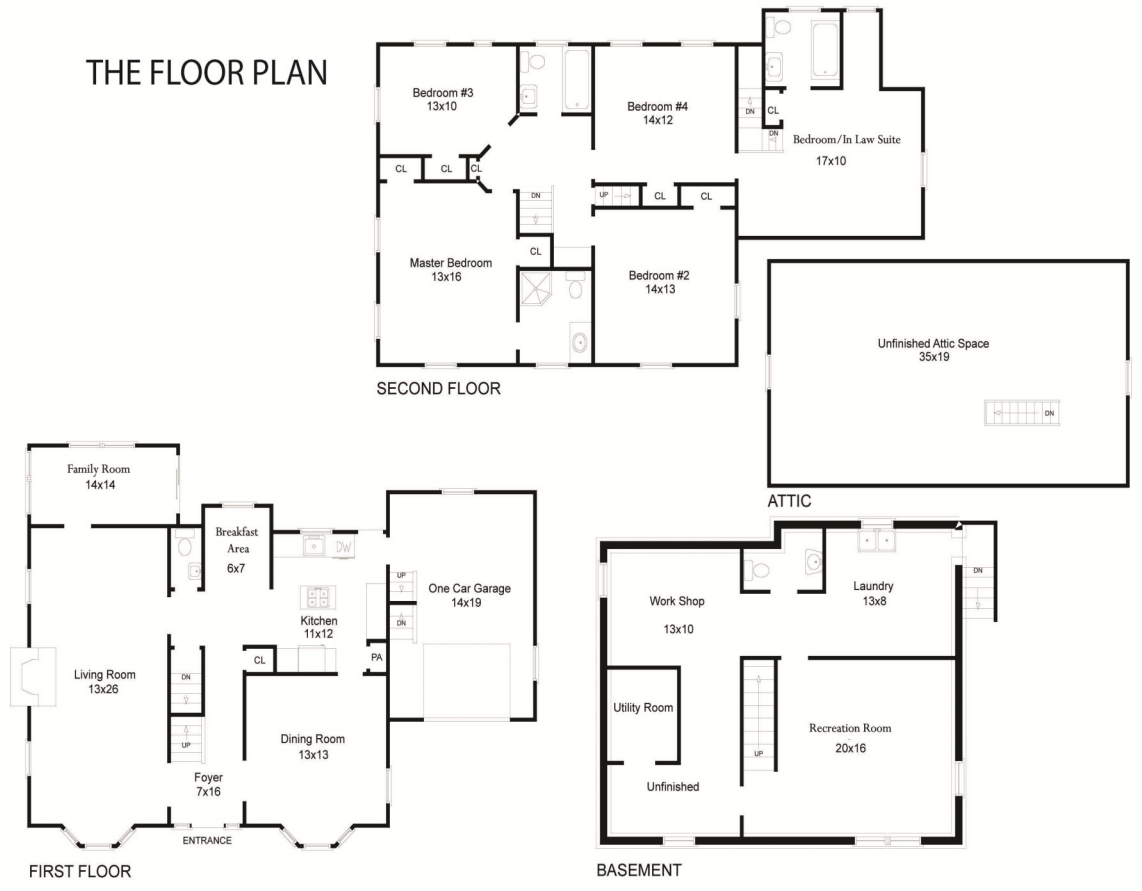 THE FLOOR PLAN
Bedroom #3
13x10
Bedroom #4
14x12
CL
DN
DN
Bedroom/In Law Suite
17x10
CL
CL
CL
DN
UP
CL
CL
Master Bedroom
13x16
CL
Bedroom #2
14x13
SECOND FLOOR
Unfinished Attic Space
35x19
DN
ATTIC
Family Room
14x14
Breakfast
Area
6x7
DW
UP
DN
One Car Garage
14x19
Kitchen
11x12
CL
PA
Living Room
13x26
DN
UP
Dining Room
13x13
Foyer
7x16
ENTRANCE
FIRST FLOOR
Work Shop
13x10
Laundry
13x8
DN
Utility Room
UP
Recreation Room
20x16
Unfinished
BASEMENT